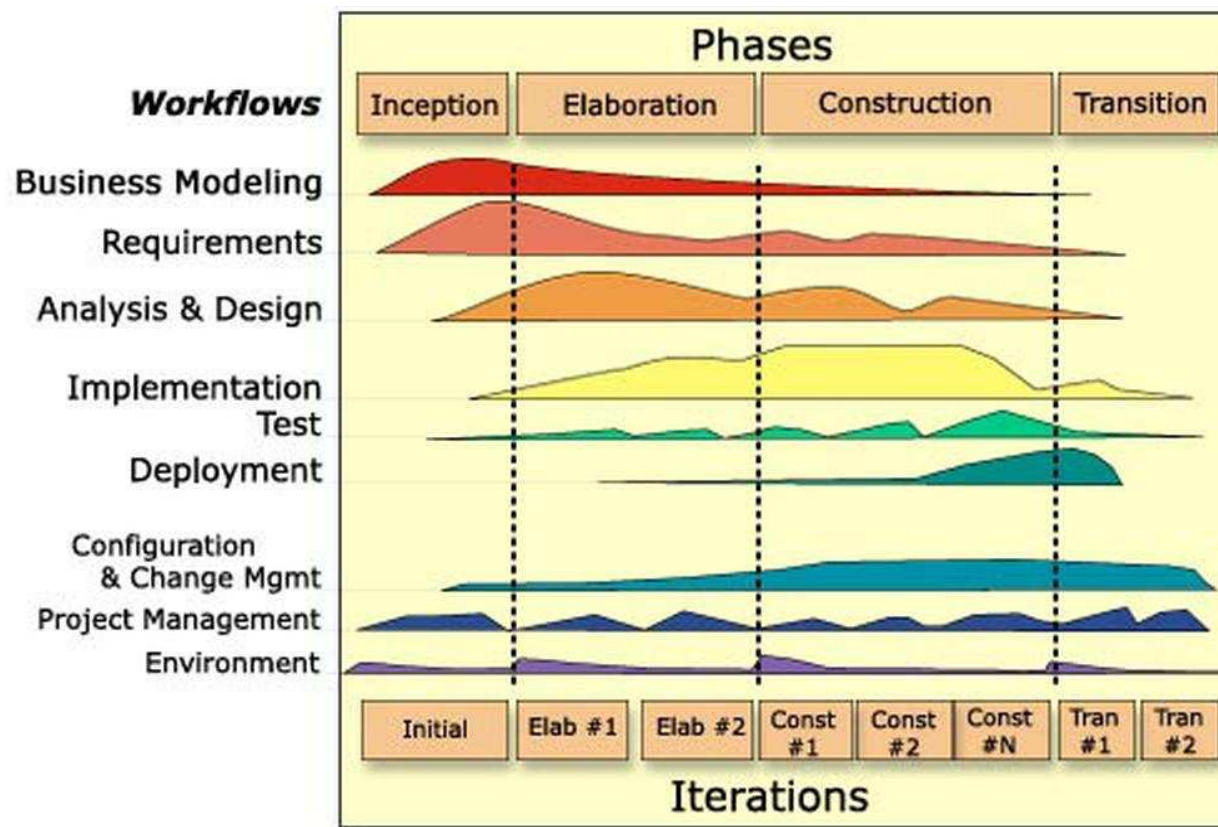 Phases
Workflows
Inception
Elaboration
Construction
Transition
Business Modeling
Requirements
Analysis & Design
Implementation
Test
Deployment
Configuration
& Change Mgmt
Project Management
Environment
Initial
Elab #1
Elab #2
Const
#1
Const
#2
Const
#N
Tran
#1
Tran
#2
Iterations